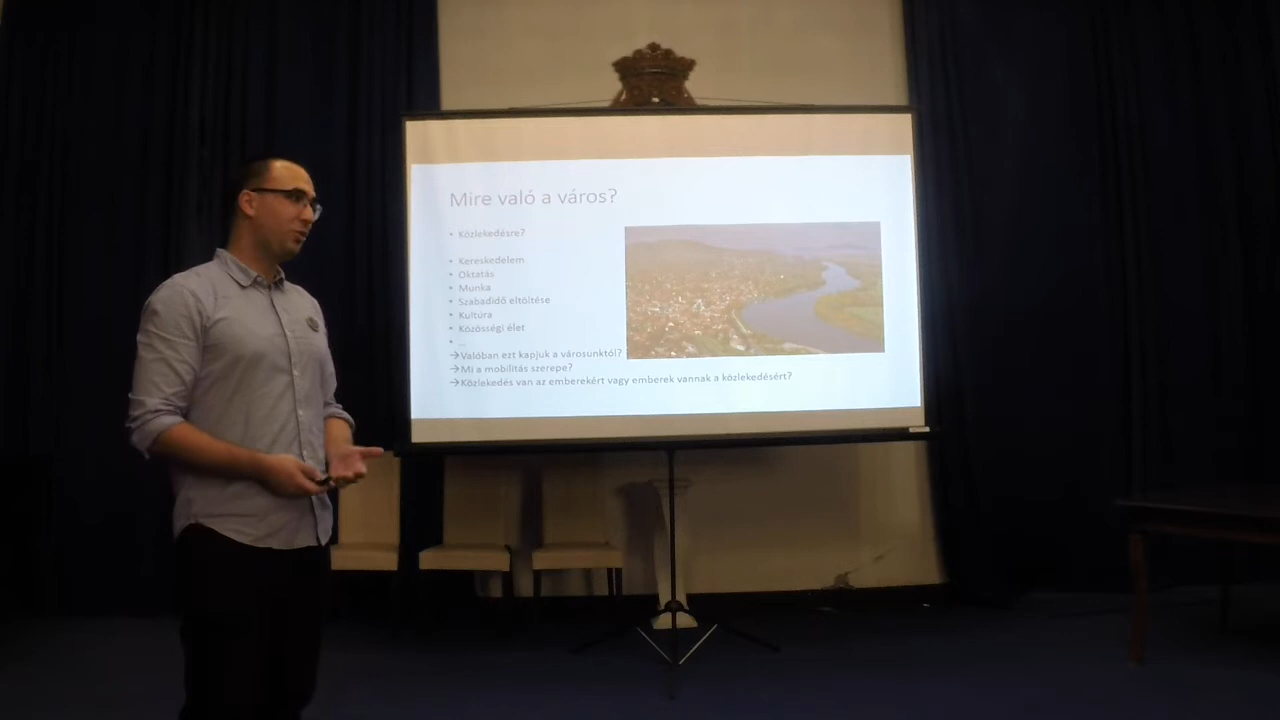 Mire való a város?
• Közlekedésre?
• Kereskedelem
• Oktatás
• Munka
• Szabadidő eltöltése
• Kultúra
• Közösségi élet
• ...
→Valóban ezt kapjuk a városunktól?
→Mi a mobilitás szerepe?
→Közlekedés van az emberekért vagy emberek vannak a közlekedésért?